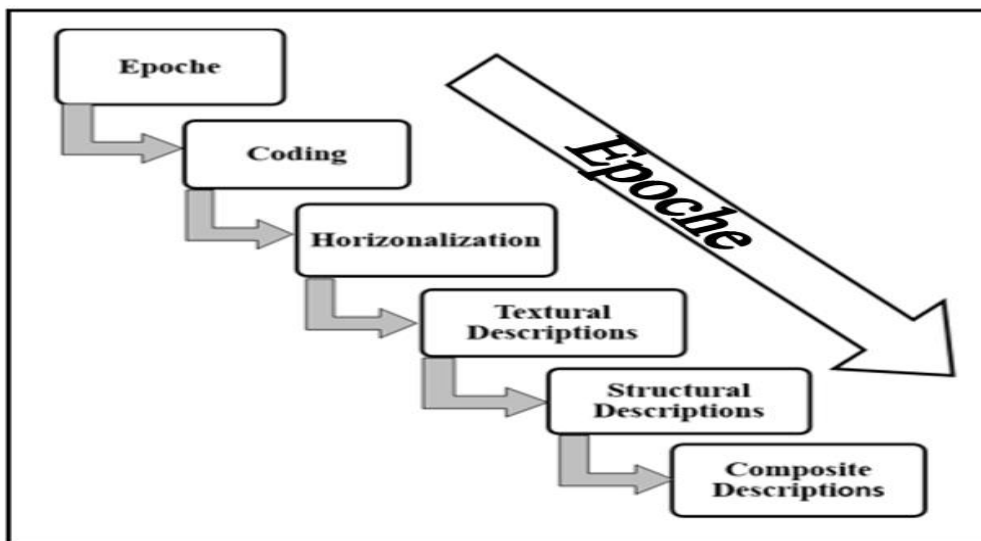 Epoche
Coding
Epoche
Horizonalization
Textural
Descriptions
Structural
Descriptions
Composite
Descriptions